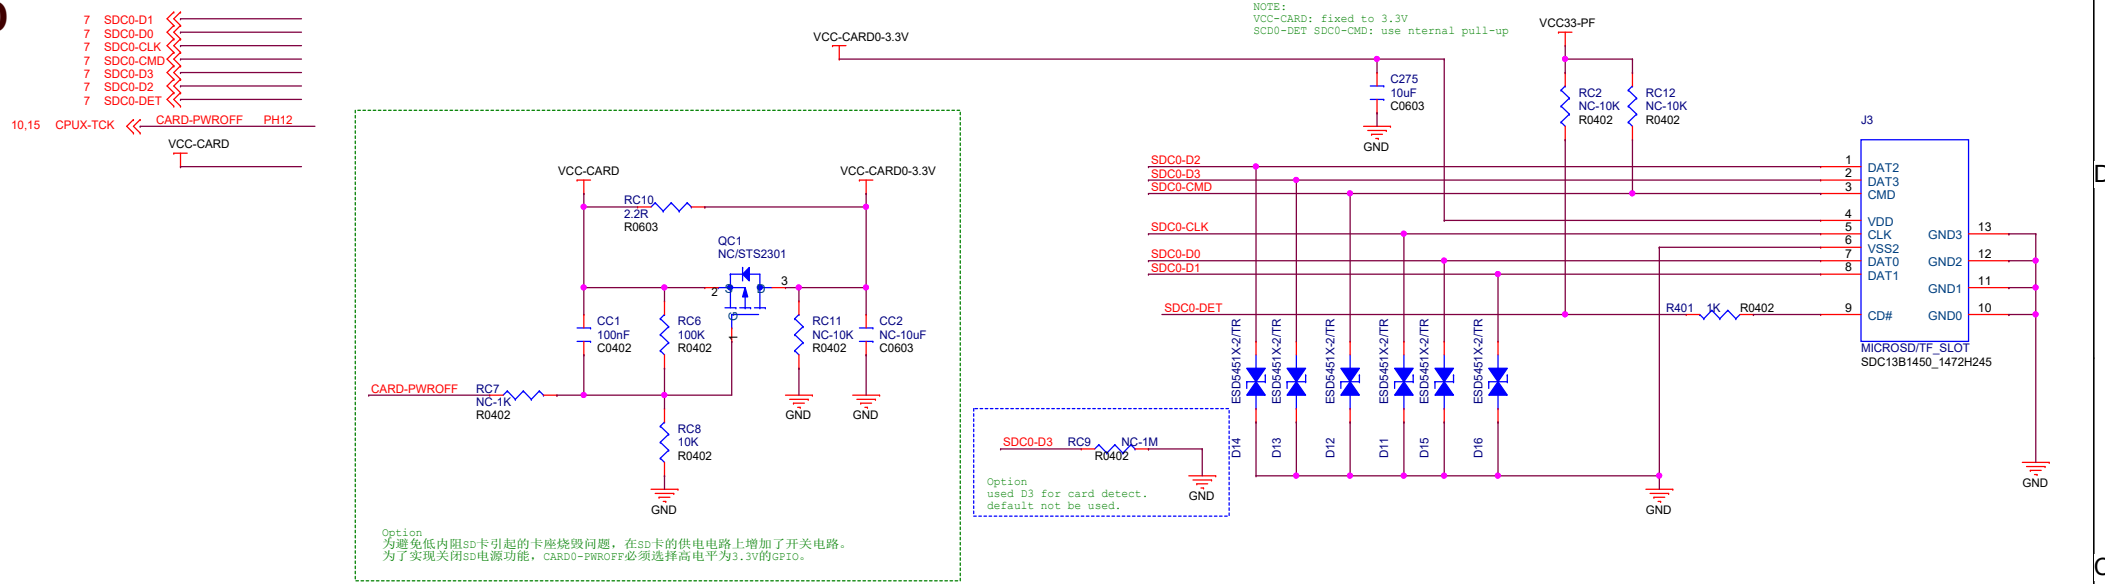 7 SDC0-D1
7 SDC0-D0
7 SDC0-CLK
7 SDC0-CMD
7 SDC0-D3
7 SDC0-D2
7 SDC0-DET
10,15 CPUX-TCK CARD-PWROFF PH12
VCC-CARD
VCC-CARD
VCC-CARD0-3.3V
RC10
2.2R
R0603
QC1
NC/STS2301
2
S
D
3
G
1
CC1
100nF
C0402
RC6
100K
R0402
RC11
NC-10K
R0402
CC2
NC-10uF
C0603
CARD-PWROFF
RC7
NC-1K
R0402
GND
GND
RC8
10K
R0402
GND
Option
为避免低内阻SD卡引起的卡座烧毁问题，在SD卡的供电电路上增加了开关电路。
为了实现关闭SD电源功能，CARD0-PWROFF必须选择高电平为3.3V的GPIO。
VCC-CARD0-3.3V
NOTE:
VCC-CARD: fixed to 3.3V
SCD0-DET SDC0-CMD: use nternal pull-up
C275
10uF
C0603
GND
VCC33-PF
RC2
NC-10K
R0402
RC12
NC-10K
R0402
SDC0-D2
SDC0-D3
SDC0-CMD
SDC0-CLK
SDC0-D0
SDC0-D1
SDC0-DET
R401 1K R0402
J3
1 DAT2
2 DAT3
3 CMD
4 VDD
5 CLK
6 VSS2
7 DAT0
8 DAT1
9 CD#
GND3 13
GND2 12
GND1 11
GND0 10
MICROSD/TF_SLOT
SDC13B1450_1472H245
ESD5451X-2/TR
D14
ESD5451X-2/TR
D13
ESD5451X-2/TR
D12
ESD5451X-2/TR
D11
ESD5451X-2/TR
D15
ESD5451X-2/TR
D16
GND
GND
SDC0-D3 RC9 NC-1M
R0402
GND
Option
used D3 for card detect.
default not be used.
D